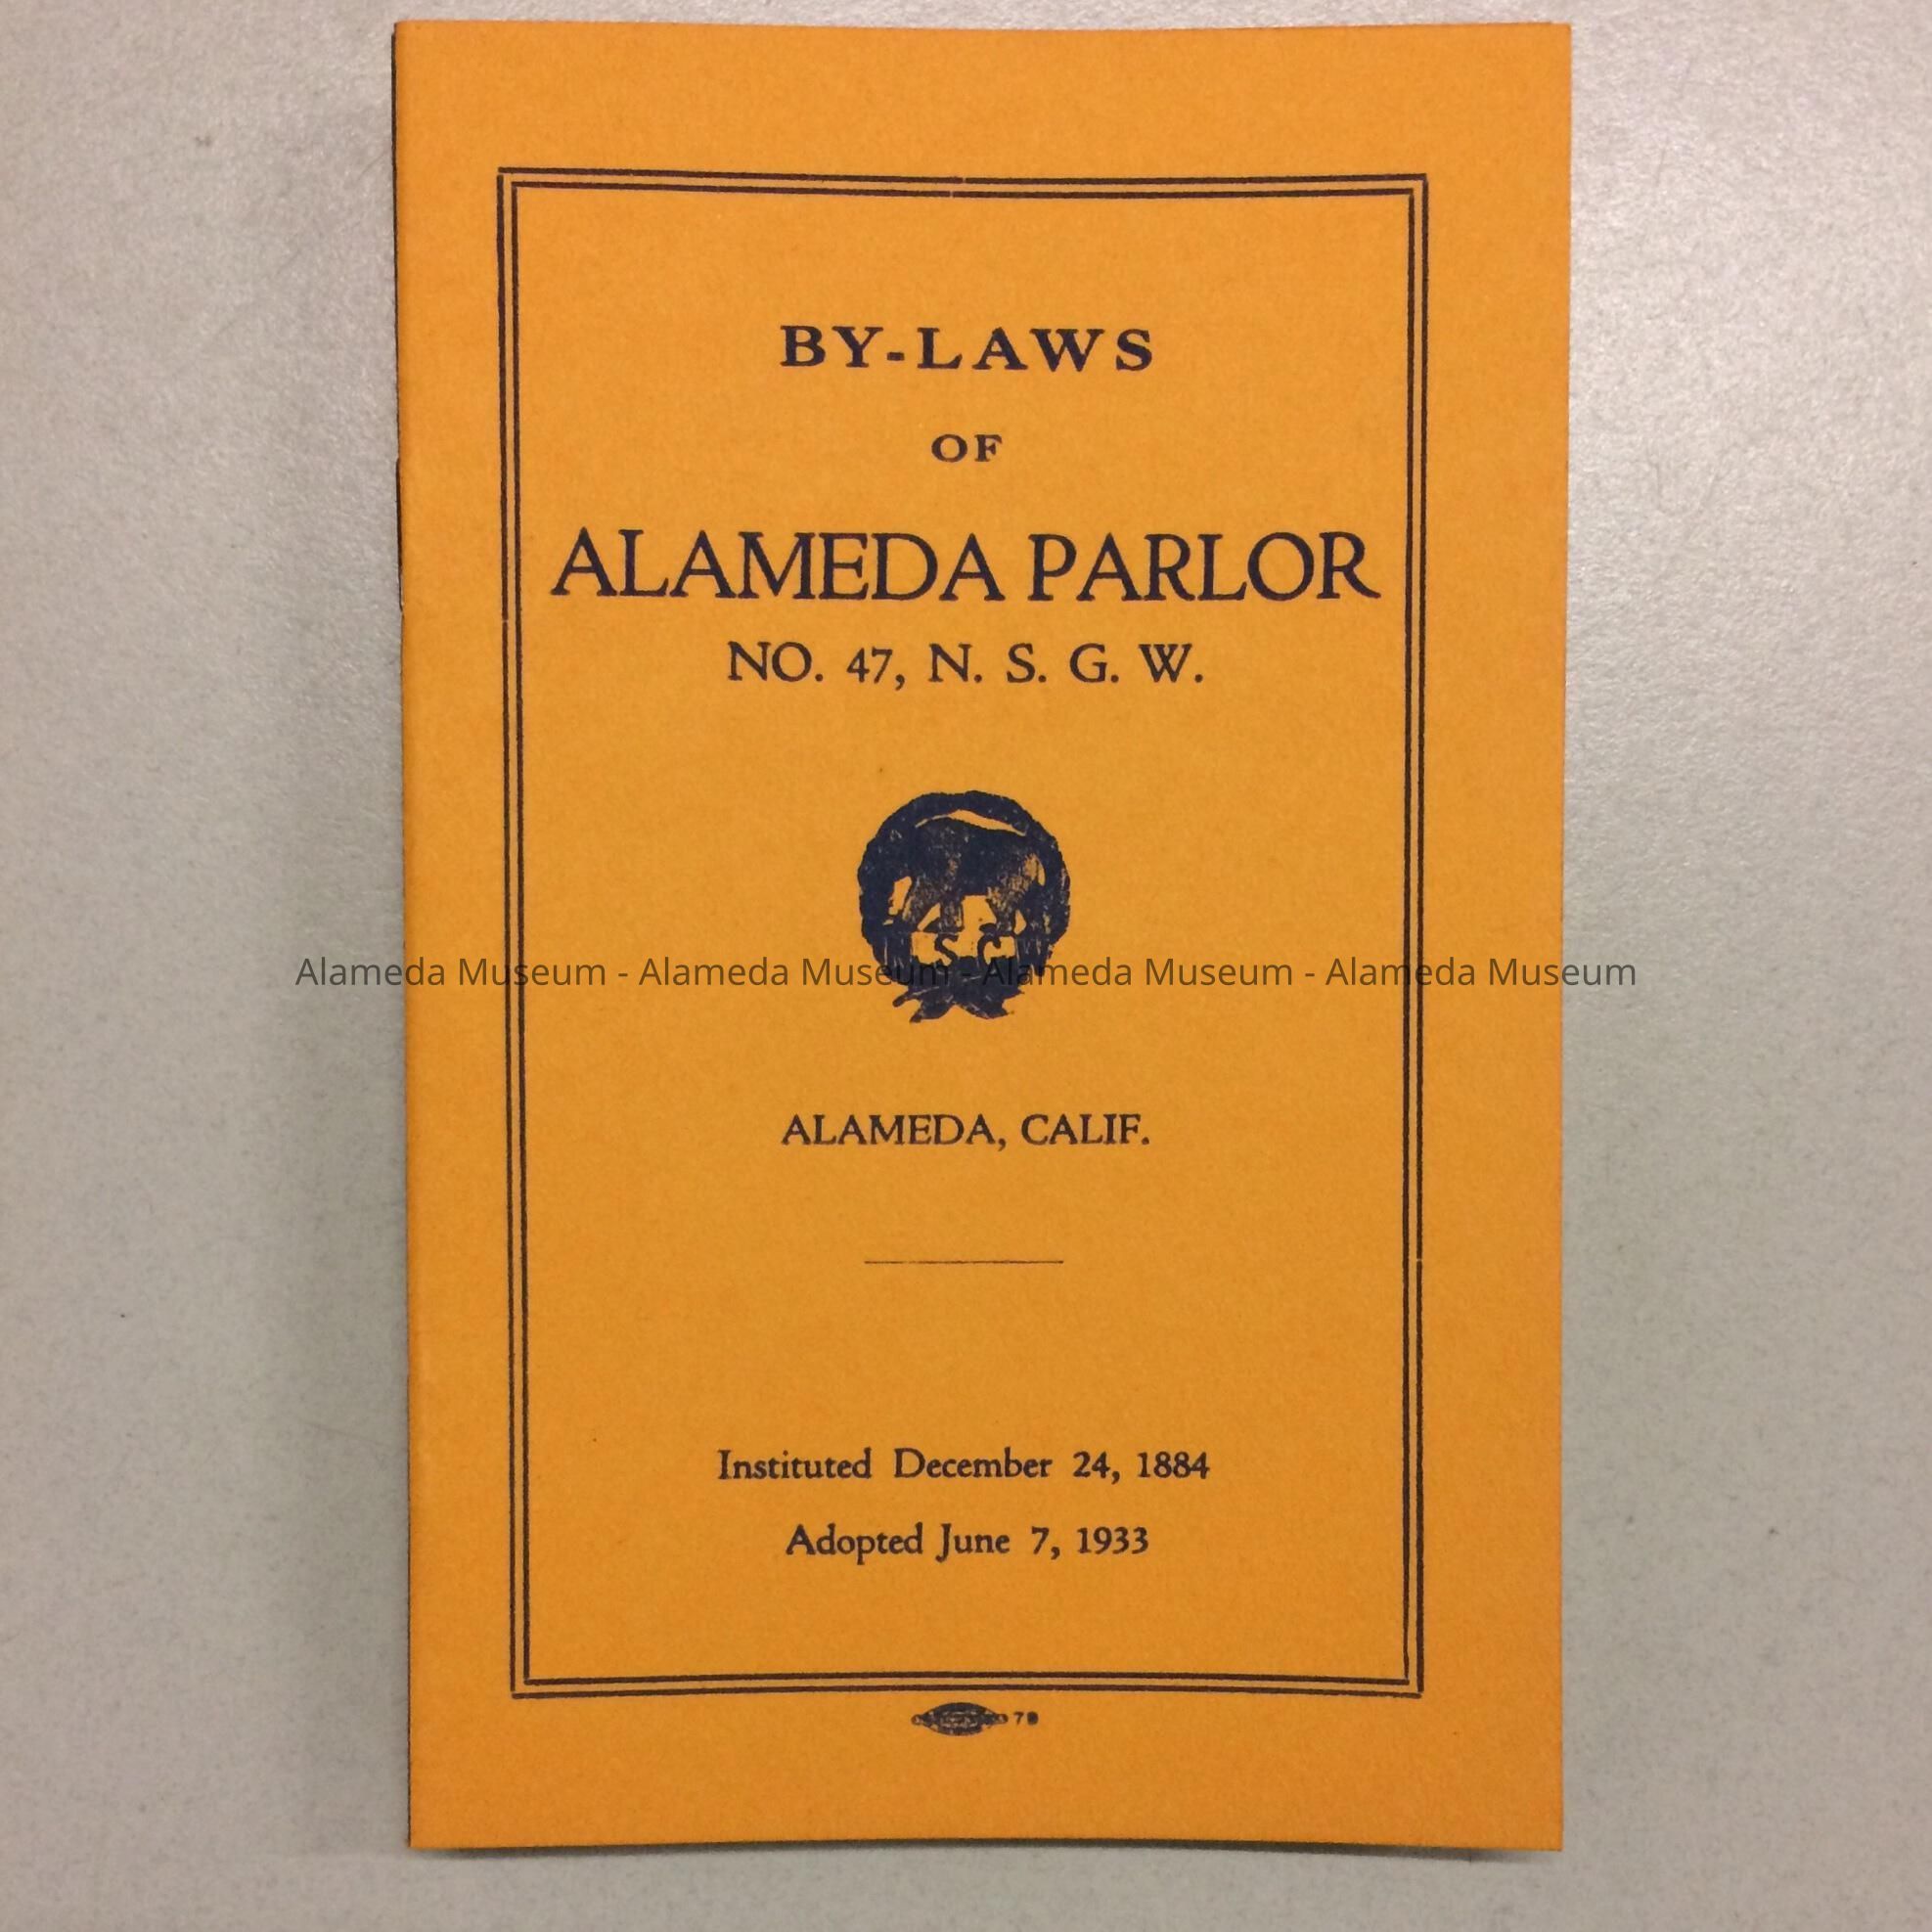 BY-LAWS
OF
ALAMEDA PARLOR
NO. 47, N. S. G. W.
S G
Alameda Museum - Alameda Museum - Alameda Museum - Alameda Museum
ALAMEDA, CALIF.
Instituted December 24, 1884
Adopted June 7, 1933